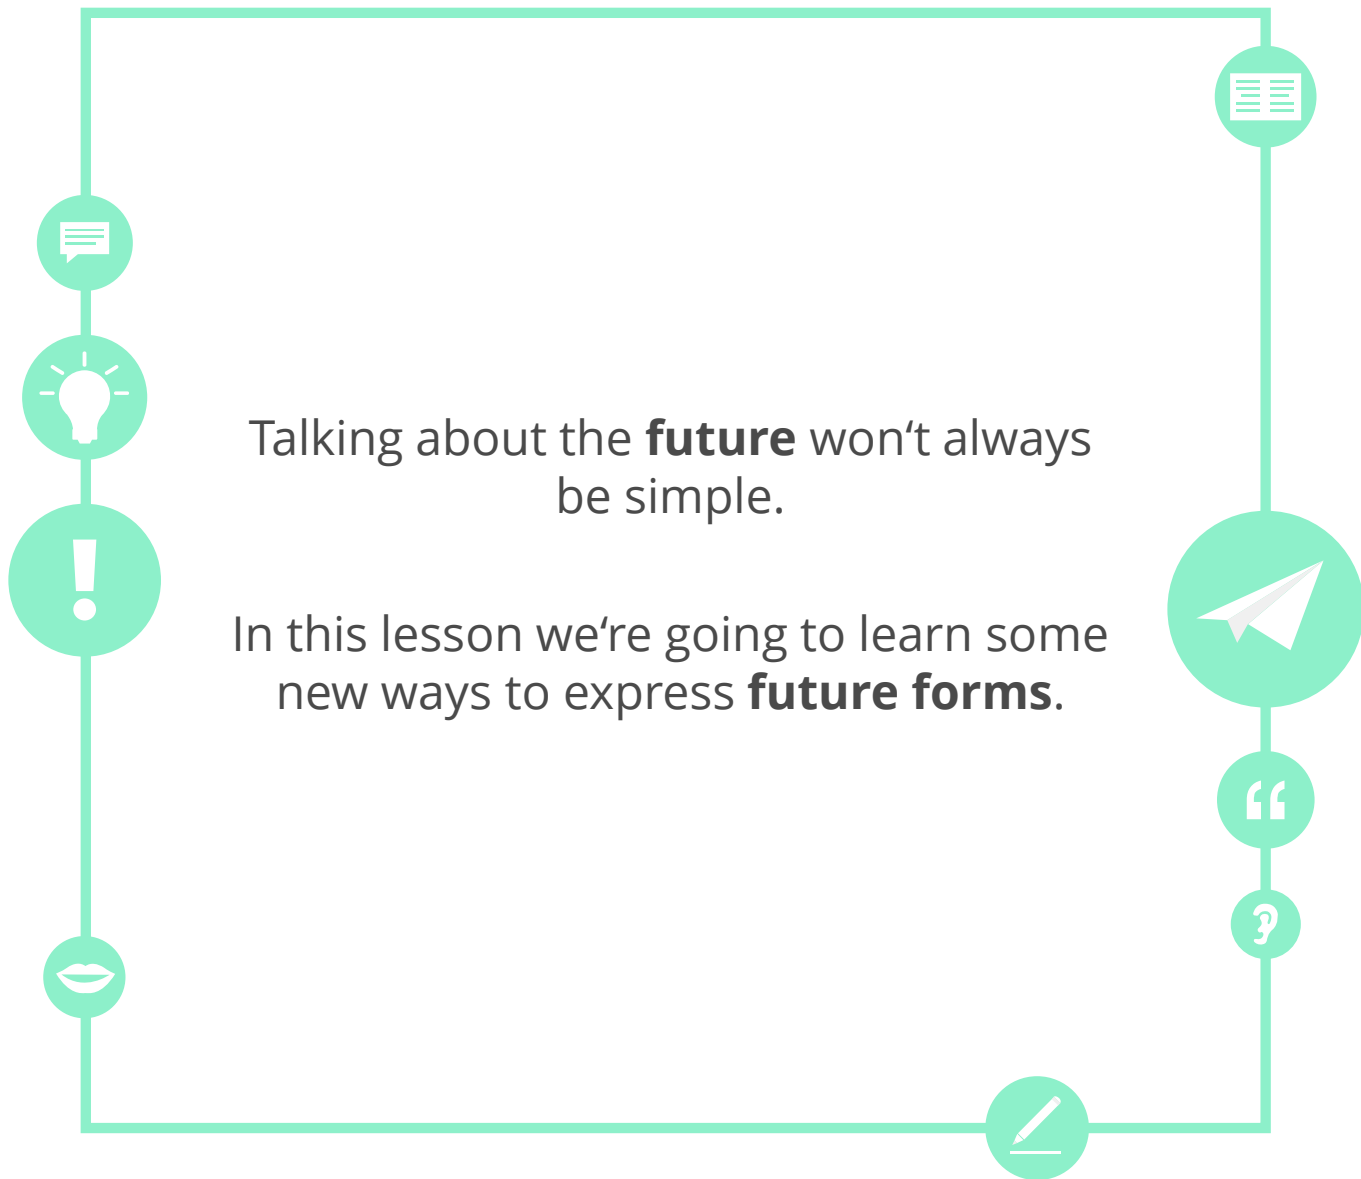 Talking about the future won‘t always
be simple.
In this lesson we‘re going to learn some
new ways to express future forms.